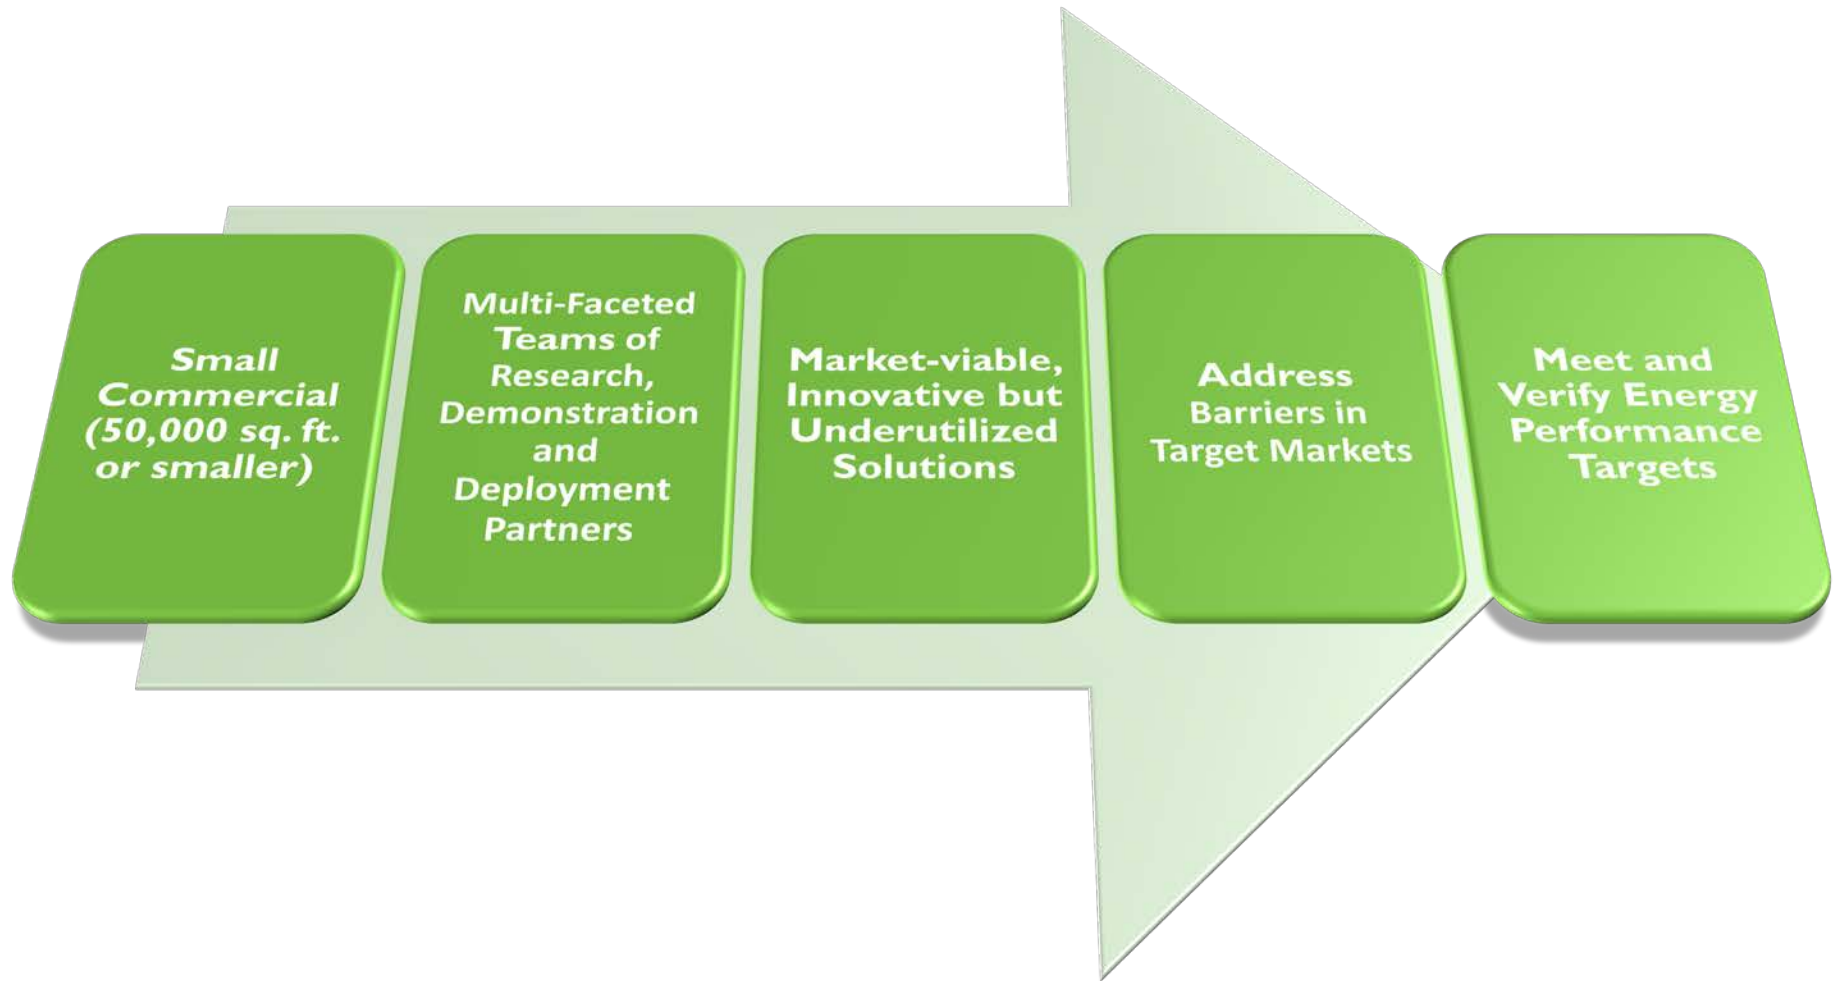 Small
Commercial
(50,000 sq. ft.
or smaller)
Multi-Faceted
Teams of
Research,
Demonstration
and
Deployment
Partners
Market-viable,
Innovative but
Underutilized
Solutions
Address
Barriers in
Target Markets
Meet and
Verify Energy
Performance
Targets